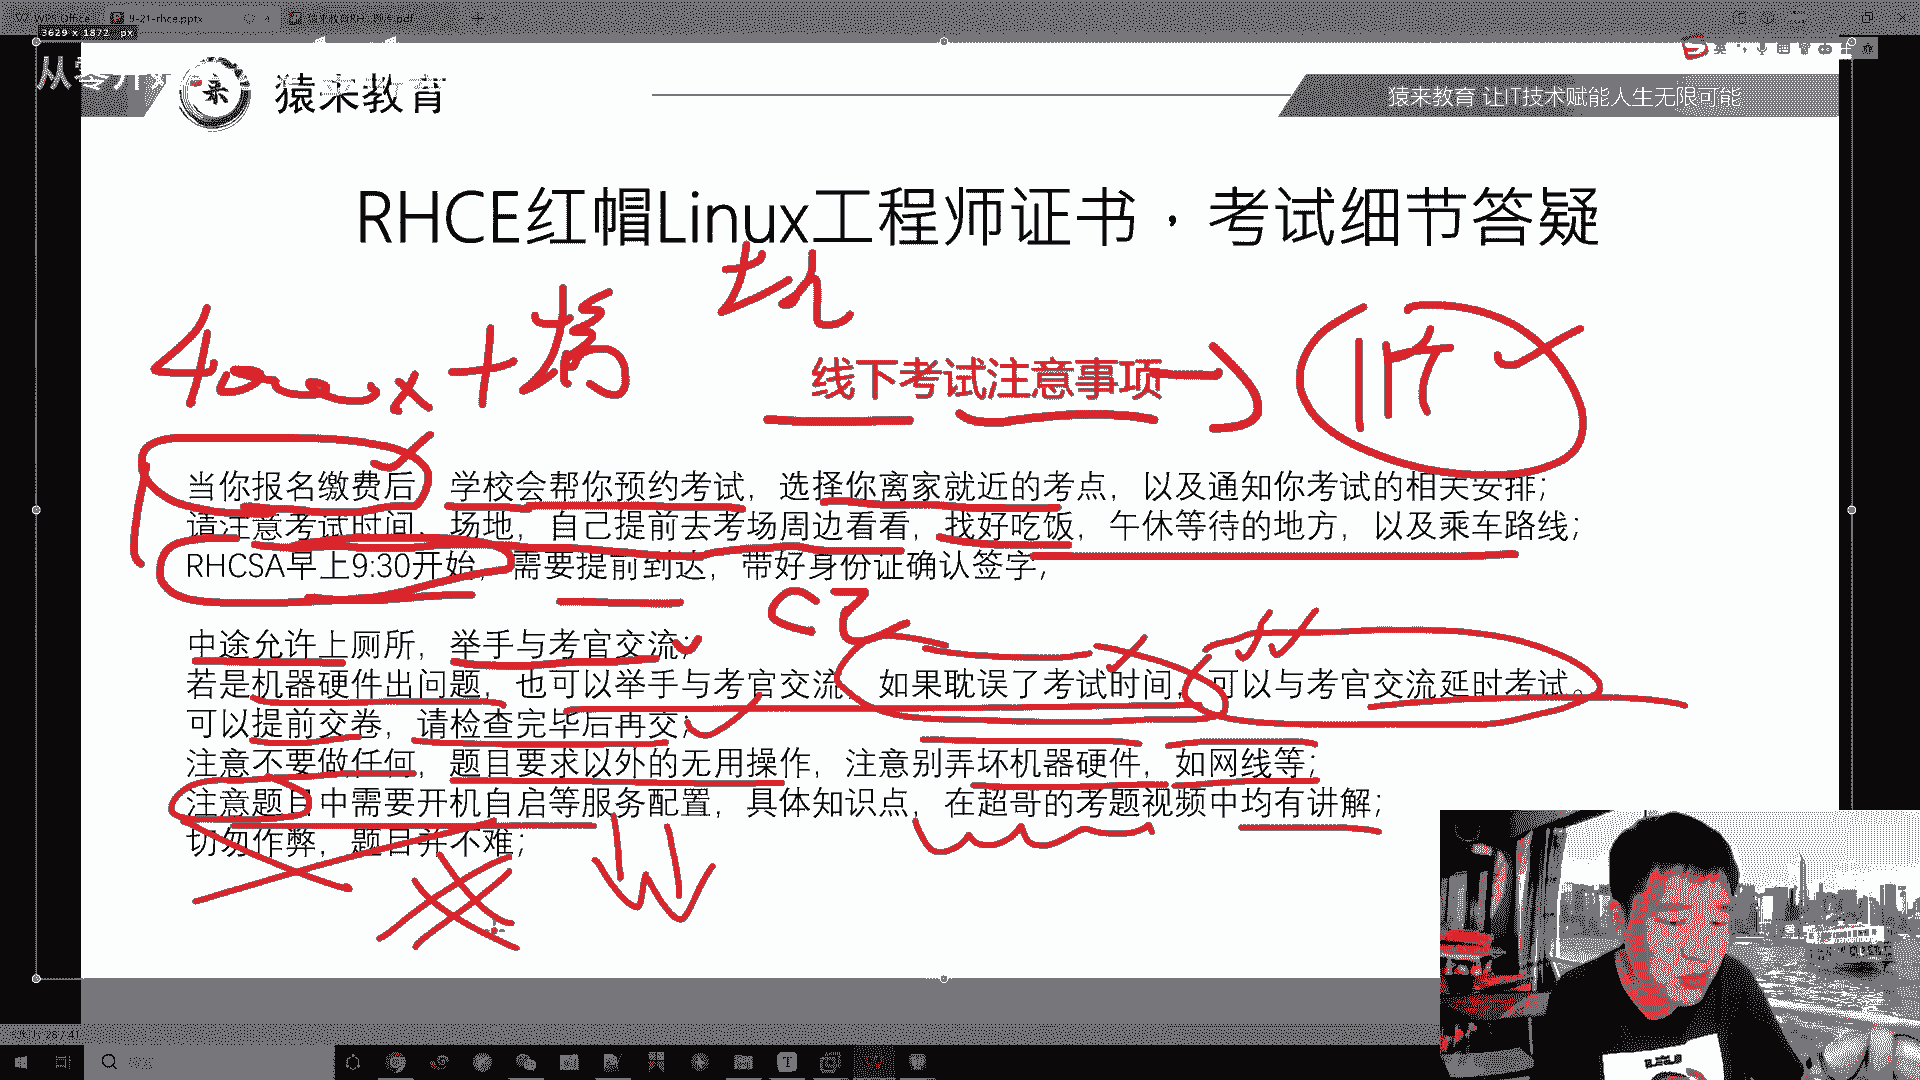 WPS Office
9-21-rhce.pptx
3629 x 1872 px
英
猿来教育
猿来教育 让IT技术赋能人生无限可能
RHCE红帽Linux工程师证书，考试细节答疑
线下考试注意事项
当你报名缴费后，学校会帮你预约考试，选择你离家就近的考点，以及通知你考试的相关安排；
请注意考试时间，场地，自己提前去考场周边看看，找好吃饭，午休等待的地方，以及乘车路线；
RHCSA早上9:30开始，需要提前到达，带好身份证确认签字，
中途允许上厕所，举手与考官交流；
若是机器硬件出问题，也可以举手与考官交流，如果耽误了考试时间，可以与考官交流延时考试。
可以提前交卷，请检查完毕后再交；
注意不要做任何，题目要求以外的无用操作，注意别弄坏机器硬件，如网线等；
注意题目中需要开机自启等服务配置，具体知识点，在超哥的考题视频中均有讲解；
切勿作弊，题目并不难；